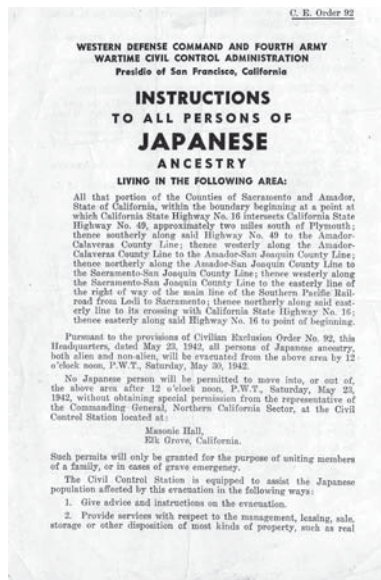 C. E. Order 92
WESTERN DEFENSE COMMAND AND FOURTH ARMY
WARTIME CIVIL CONTROL ADMINISTRATION
Presidio of San Francisco, California
INSTRUCTIONS
TO ALL PERSONS OF
JAPANESE
ANCESTRY
LIVING IN THE FOLLOWING AREA:
All that portion of the Counties of Sacramento and Amador,
State of California, within the boundary beginning at a point at
which California State Highway No. 16 intersects California State
Highway No. 49, approximately two miles south of Plymouth;
thence southerly along said Highway No. 49 to the Amador-
Calaveras County Line; thence westerly along the Amador-
Calaveras County Line to the Amador-San Joaquin County Line;
thence northerly along the Amador-San Joaquin County Line to
the Sacramento-San Joaquin County Line; thence westerly along
the Sacramento-San Joaquin County Line to the easterly line of
the right of way of the main line of the Southern Pacific Rail-
road from Lodi to Sacramento; thence northerly along said east-
erly line to its crossing with California State Highway No. 16;
thence easterly along said Highway No. 16 to point of beginning.
Pursuant to the provisions of Civilian Exclusion Order No. 92, this
Headquarters, dated May 23, 1942, all persons of Japanese ancestry,
both alien and non-alien, will be evacuated from the above area by 12
o'clock noon, P.W.T., Saturday, May 30, 1942.
No Japanese person will be permitted to move into, or out of,
the above area after 12 o'clock noon, P.W.T., Saturday, May 23,
1942, without obtaining special permission from the representative of
the Commanding General, Northern California Sector, at the Civil
Control Station located at:
Masonic Hall,
Elk Grove, California.
Such permits will only be granted for the purpose of uniting members
of a family, or in cases of grave emergency.
The Civil Control Station is equipped to assist the Japanese
population affected by this evacuation in the following ways:
1. Give advice and instructions on the evacuation.
2. Provide services with respect to the management, leasing, sale,
storage or other disposition of most kinds of property, such as real